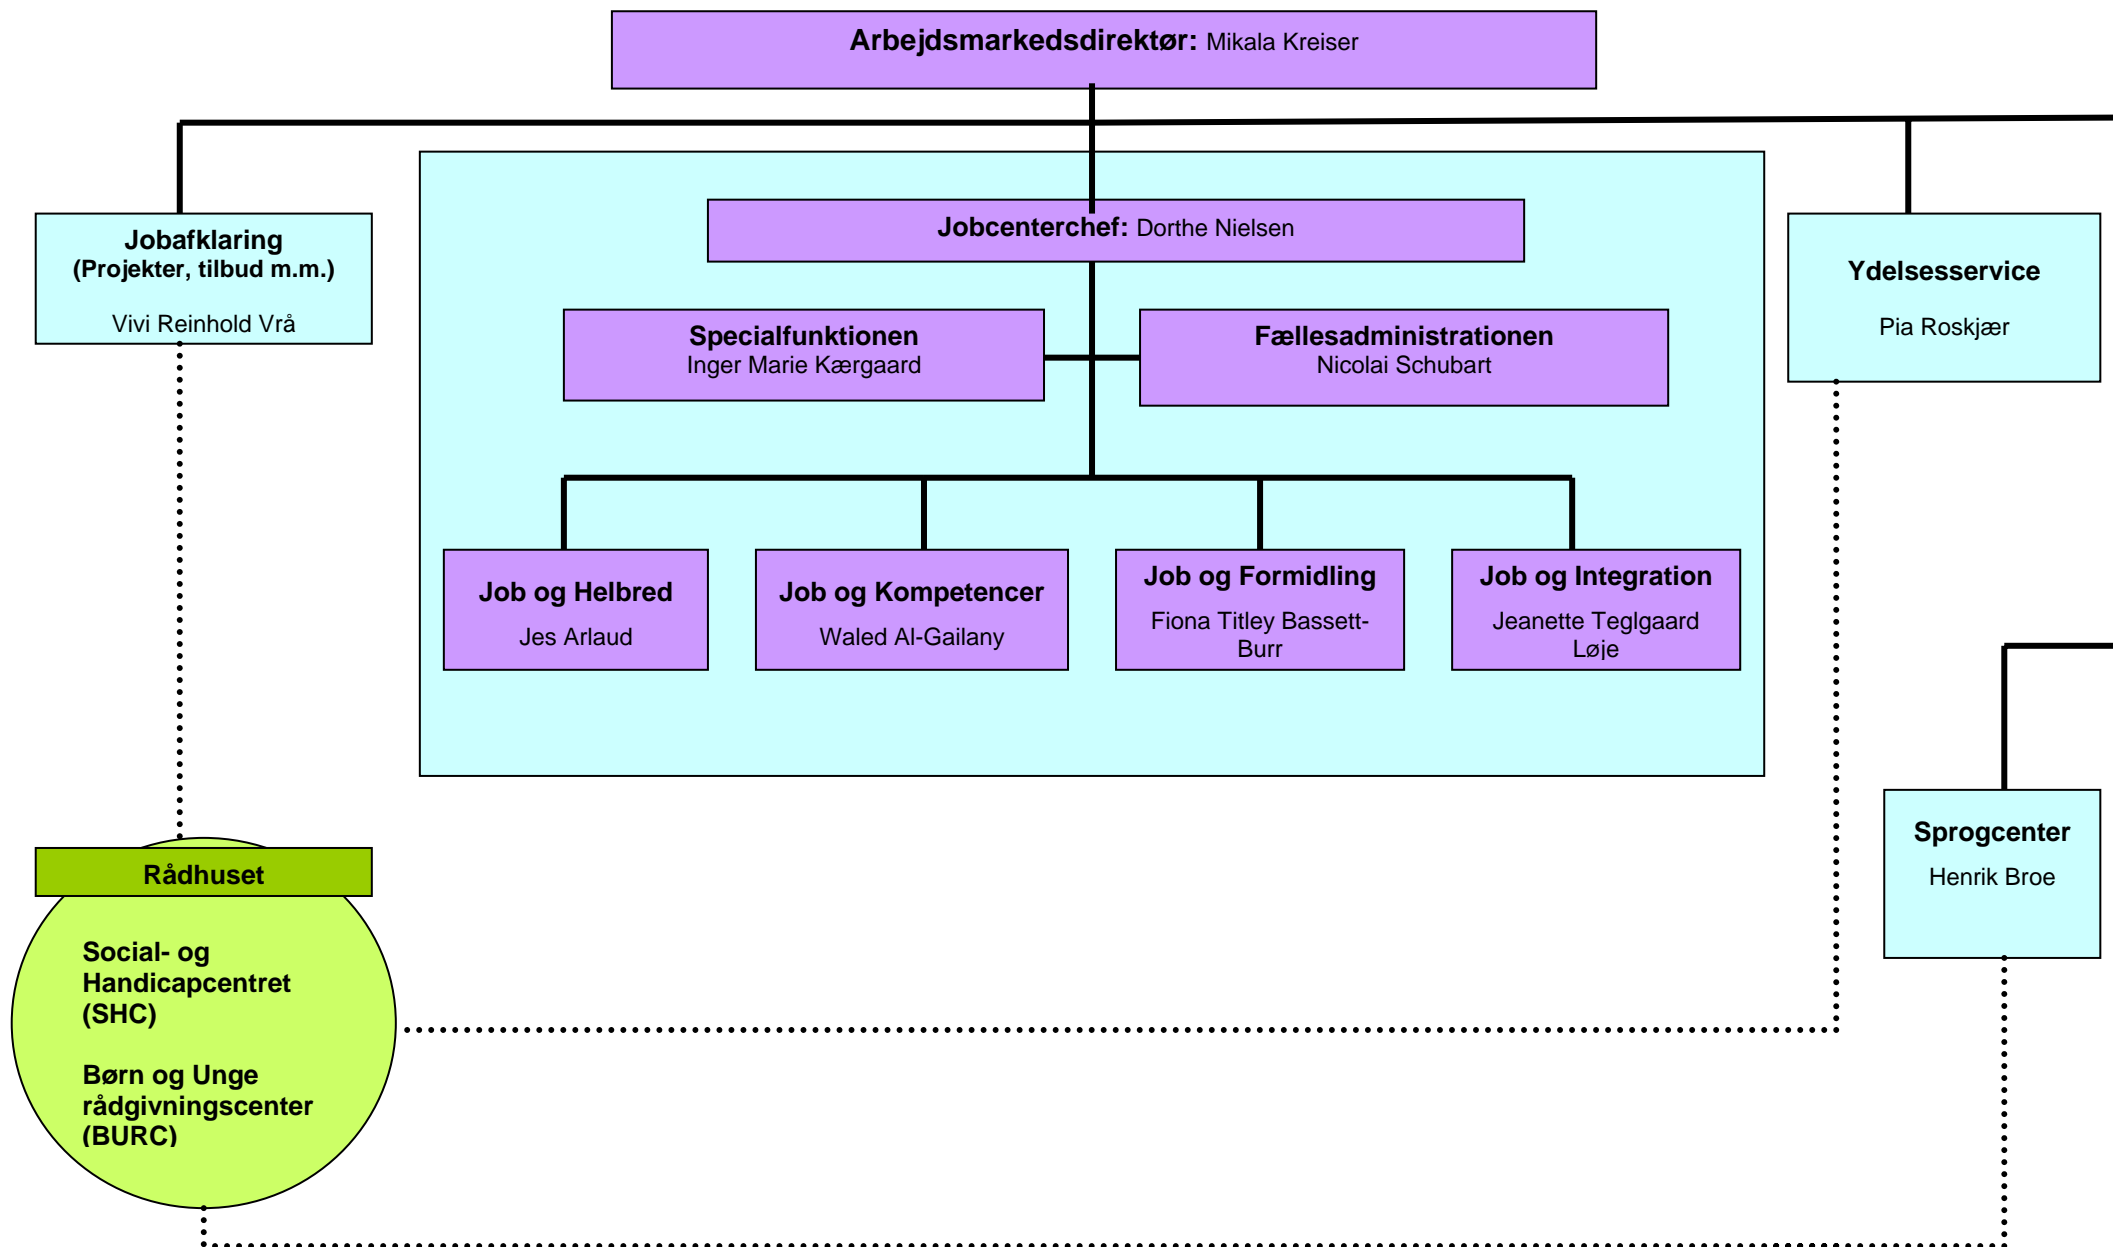 Arbejdsmarkedsdirektør: Mikala Kreiser
Jobafklaring
(Projekter, tilbud m.m.)
Vivi Reinhold Vrå
Jobcenterchef: Dorthe Nielsen
Ydelsesservice
Pia Roskjær
Specialfunktionen
Inger Marie Kærgaard
Fællesadministrationen
Nicolai Schubart
Job og Helbred
Jes Arlaud
Job og Kompetencer
Waled Al-Gailany
Job og Formidling
Fiona Titley Bassett-
Burr
Job og Integration
Jeanette Teglgaard
Løje
Sprogcenter
Henrik Broe
Rådhuset
Social- og
Handicapcentret
(SHC)
Børn og Unge
rådgivningscenter
(BURC)